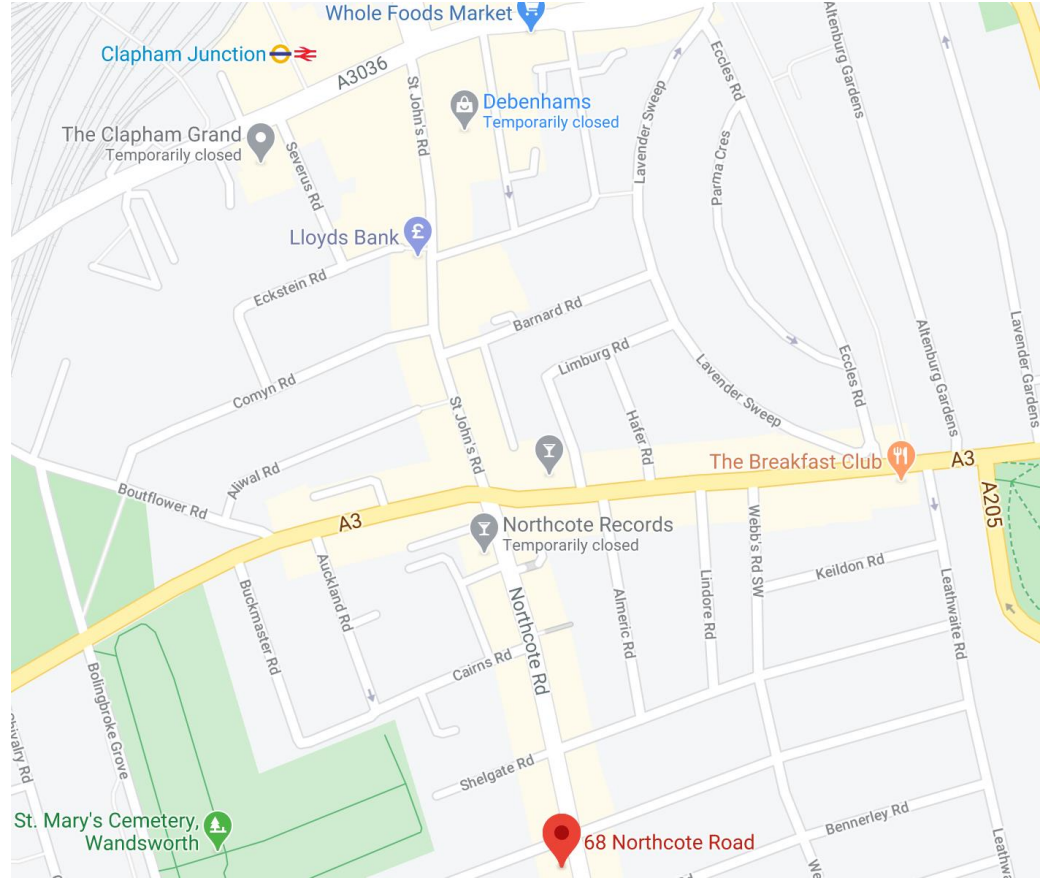 Whole Foods Market
Clapham Junction
A3036
St John's Rd
Debenhams
Temporarily closed
The Clapham Grand
Temporarily closed
Severus Rd
Lavender Sweep
Eccles Rd
Altenburg Gardens
Parma Cres
Lloyds Bank
£
Eckstein Rd
Barnard Rd
Limburg Rd
Lavender Sweep
Eccles Rd
Altenburg Gardens
Lavender Gardens
Comyn Rd
St John's Rd
Hafer Rd
Aliwal Rd
Boutflower Rd
The Breakfast Club
A3
A3
A205
Northcote Records
Temporarily closed
Webb's Rd SW
Keildon Rd
Auckland Rd
Buckmaster Rd
Northcote Rd
Almeric Rd
Lindore Rd
Leathwaite Rd
Cairns Rd
Bolingbroke Grove
Shelgate Rd
St. Mary's Cemetery,
Wandsworth
68 Northcote Road
Bennerley Rd